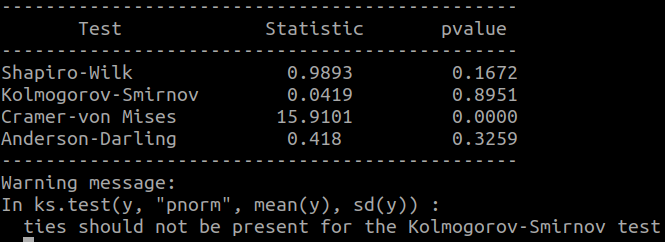 -----------------------------------------------
Test Statistic pvalue
-----------------------------------------------
Shapiro-Wilk 0.9893 0.1672
Kolmogorov-Smirnov 0.0419 0.8951
Cramer-von Mises 15.9101 0.0000
Anderson-Darling 0.418 0.3259
-----------------------------------------------
Warning message:
In ks.test(y, "pnorm", mean(y), sd(y)) :
ties should not be present for the Kolmogorov-Smirnov test